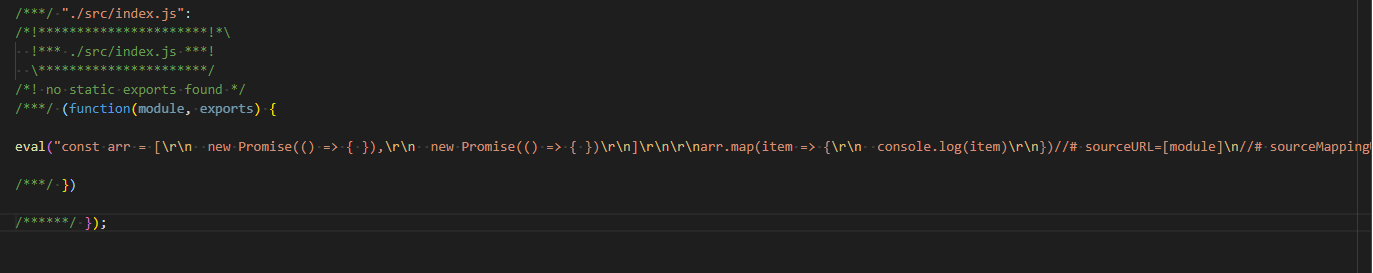 /***/ "./src/index.js":
/*!**********************!*\
  !*** ./src/index.js ***!
  \**********************/
/*! no static exports found */
/***/ (function(module, exports) {
eval("const arr = [\r\n  new Promise(() => { }),\r\n  new Promise(() => { })\r\n]\r\n\r\narr.map(item => {\r\n  console.log(item)\r\n})//# sourceURL=[module]\n//# sourceMapping
/***/ })
/******/ });